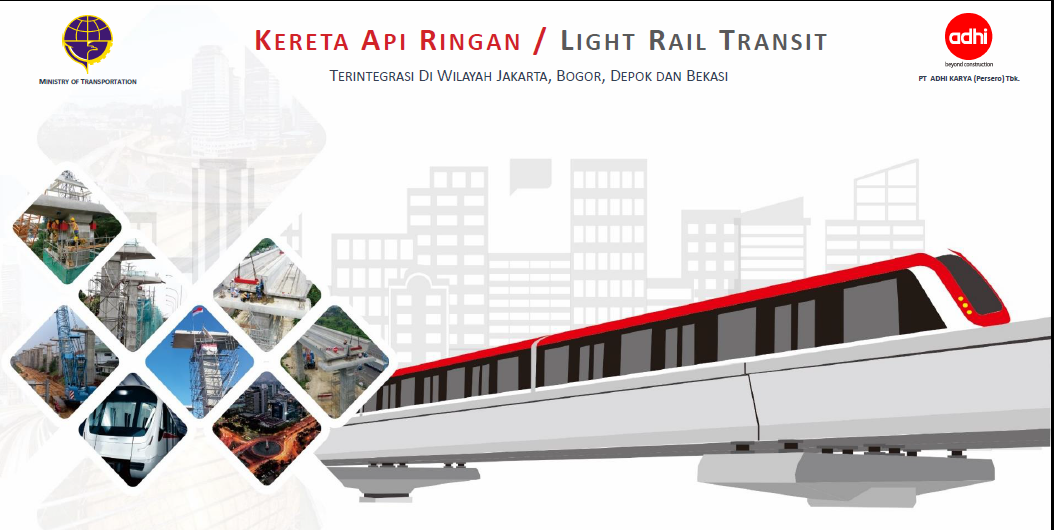 KERETA API RINGAN / LIGHT RAIL TRANSIT
TERINTEGRASI DI WILAYAH JAKARTA, BOGOR, DEPOK DAN BEKASI
MINISTRY OF TRANSPORTATION
adhi
beyond construction
PT ADHI KARYA (Persero) Tbk.